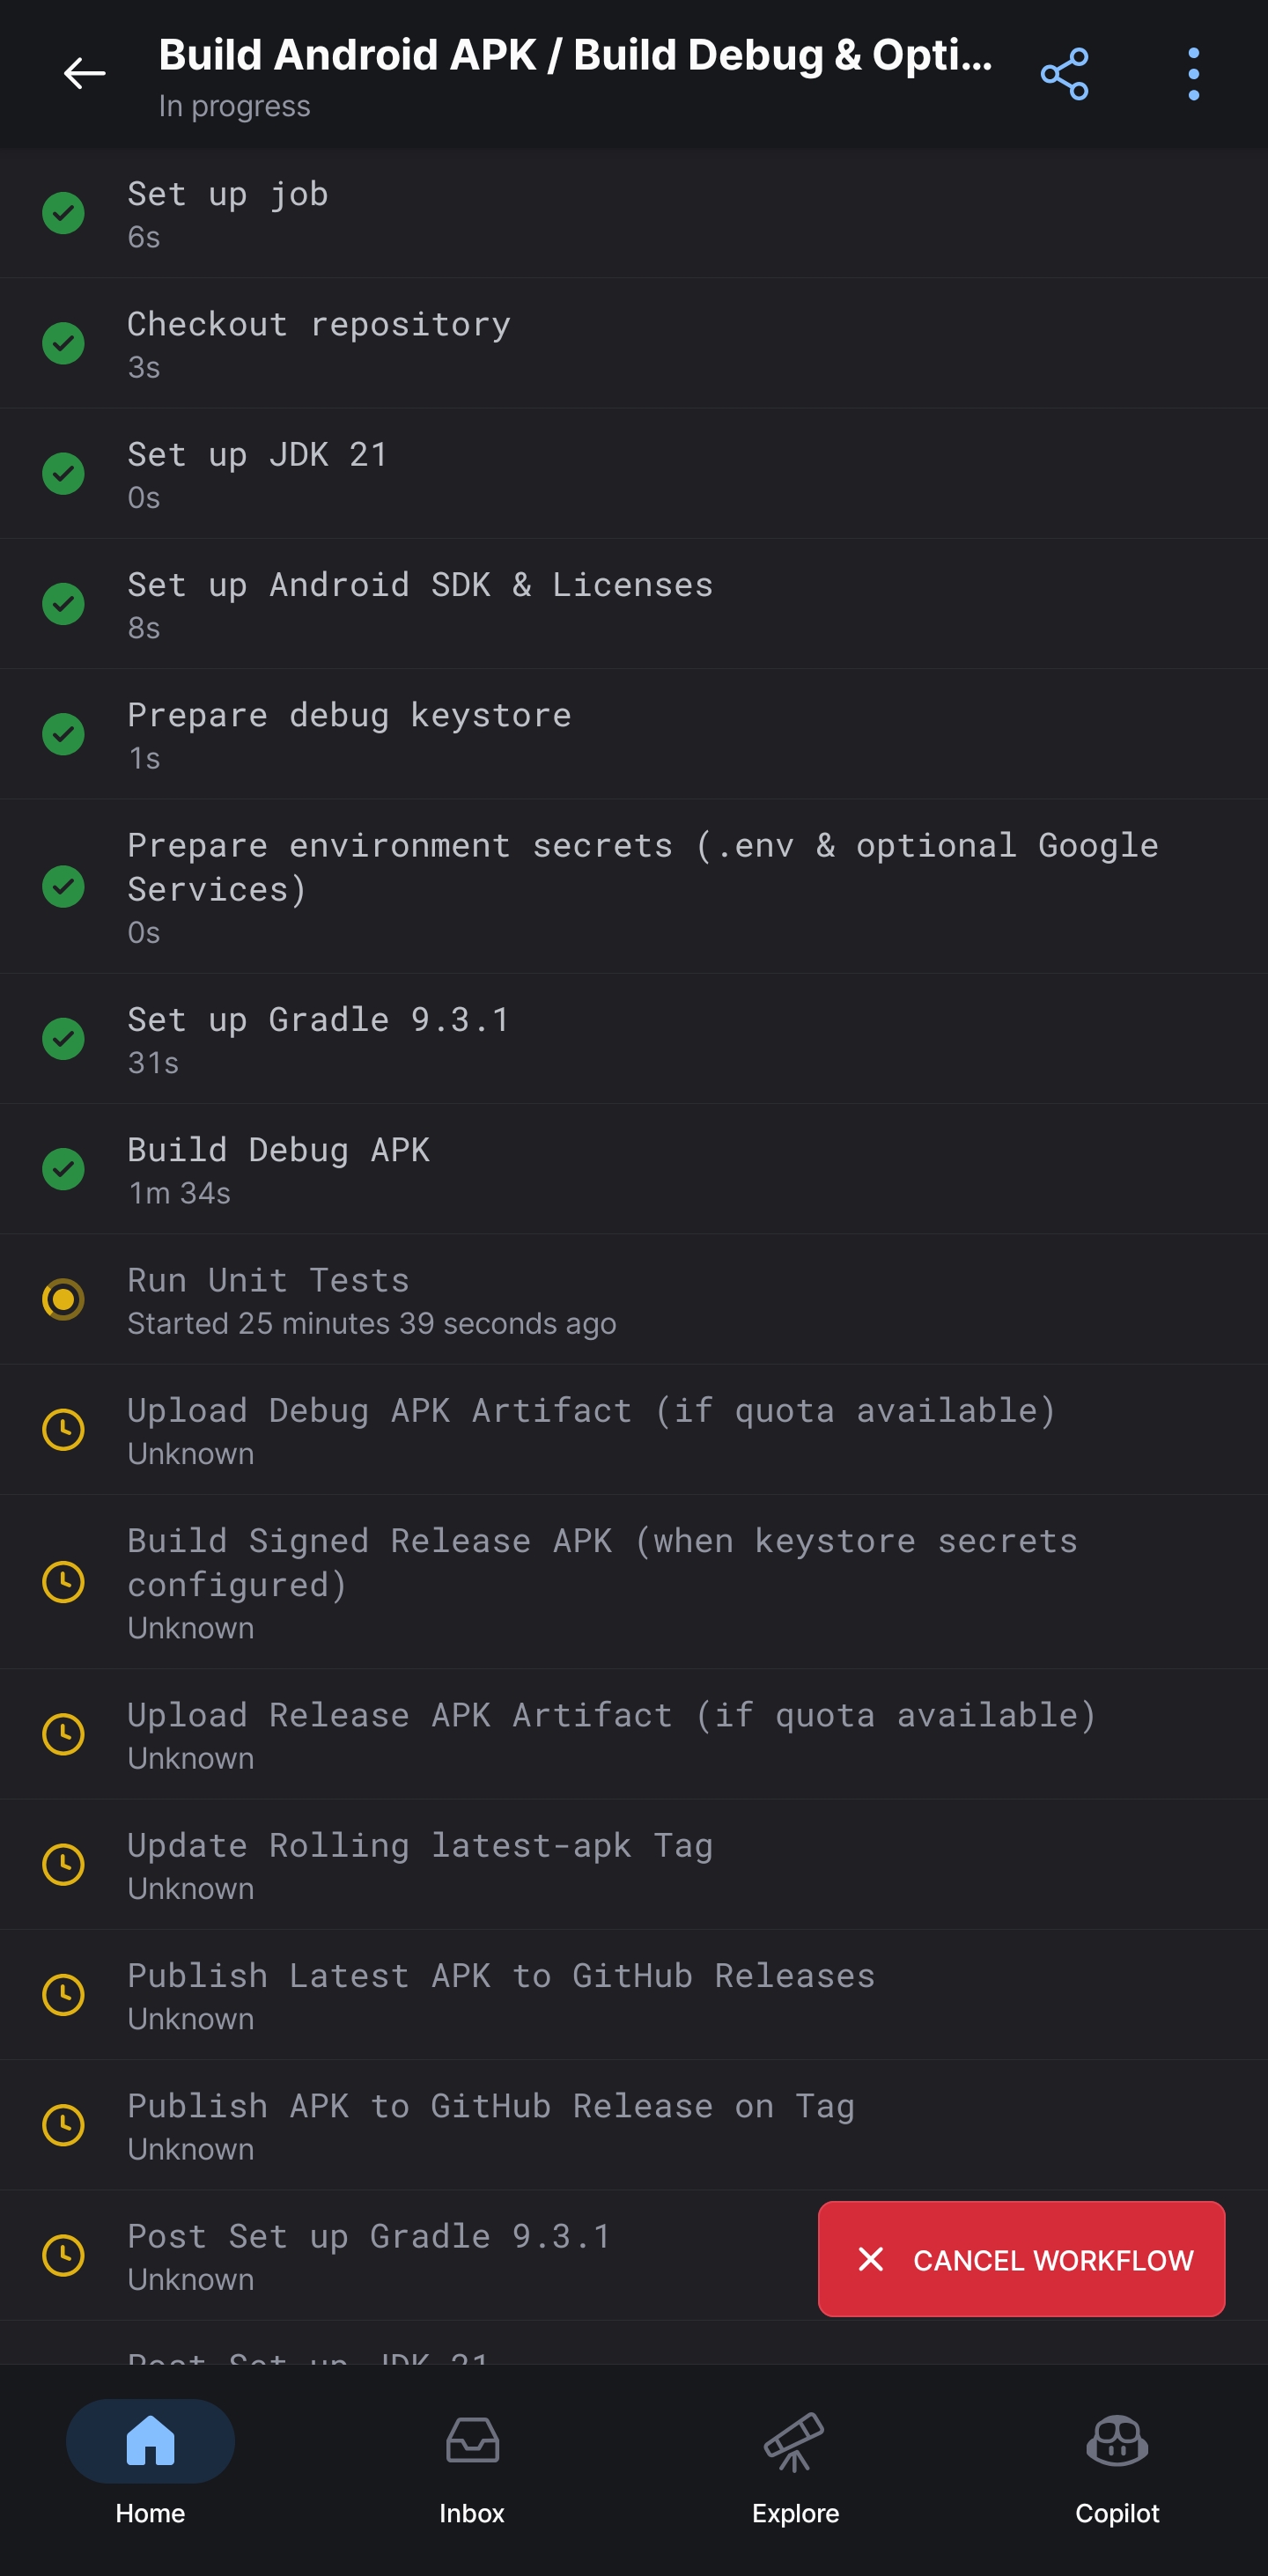 Build Android APK / Build Debug & Opti...
In progress
Set up job
6s
Checkout repository
3s
Set up JDK 21
0s
Set up Android SDK & Licenses
8s
Prepare debug keystore
1s
Prepare environment secrets (.env & optional Google
Services)
0s
Set up Gradle 9.3.1
31s
Build Debug APK
1m 34s
Run Unit Tests
Started 25 minutes 39 seconds ago
Upload Debug APK Artifact (if quota available)
Unknown
Build Signed Release APK (when keystore secrets
configured)
Unknown
Upload Release APK Artifact (if quota available)
Unknown
Update Rolling latest-apk Tag
Unknown
Publish Latest APK to GitHub Releases
Unknown
Publish APK to GitHub Release on Tag
Unknown
Post Set up Gradle 9.3.1
Unknown
CANCEL WORKFLOW
Post Set up JDK 21
Home
Inbox
Explore
Copilot